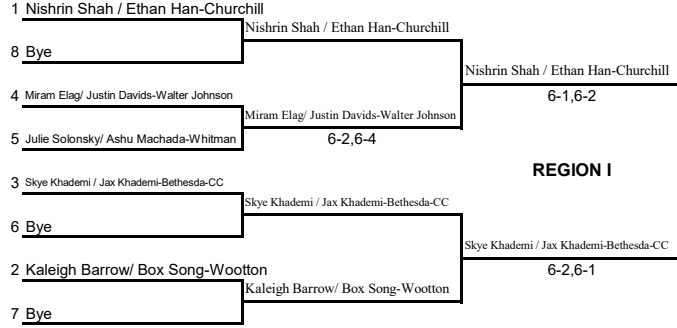 1 Nishrin Shah / Ethan Han-Churchill
Nishrin Shah / Ethan Han-Churchill
8 Bye
Nishrin Shah / Ethan Han-Churchill
6-1,6-2
4 Miram Elag/ Justin Davids-Walter Johnson
Miram Elag/ Justin Davids-Walter Johnson
6-2,6-4
5 Julie Solonsky/ Ashu Machada-Whitman
REGION I
3 Skye Khademi / Jax Khademi-Bethesda-CC
Skye Khademi / Jax Khademi-Bethesda-CC
6 Bye
Skye Khademi / Jax Khademi-Bethesda-CC
6-2,6-1
2 Kaleigh Barrow/ Box Song-Wootton
Kaleigh Barrow/ Box Song-Wootton
7 Bye